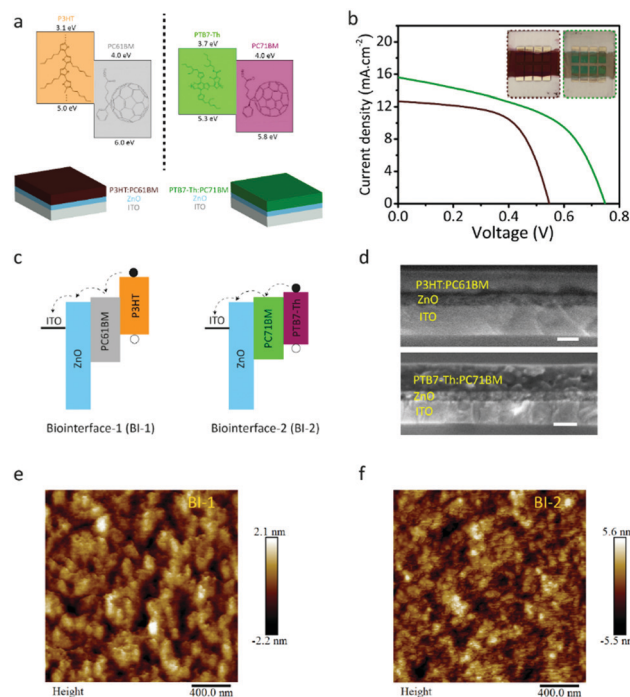 a
P3HT
3.1 eV
5.0 eV
PC61BM
4.0 eV
6.0 eV
PTB7-Th
3.7 eV
5.3 eV
PC71BM
4.0 eV
5.8 eV
P3HT:PC61BM
ZnO
ITO
PTB7-Th:PC71BM
ZnO
ITO
b
Current density (mA.cm-2)
20
16
12
8
4
0
0.0 0.2 0.4 0.6 0.8
Voltage (V)
c
ITO
ZnO
PC61BM
P3HT
Biointerface-1 (BI-1)
ITO
ZnO
PC71BM
PTB7-Th
Biointerface-2 (BI-2)
d
P3HT:PC61BM
ZnO
ITO
PTB7-Th:PC71BM
ZnO
ITO
e
BI-1
2.1 nm
-2.2 nm
Height
400.0 nm
f
BI-2
5.6 nm
-5.5 nm
Height
400.0 nm